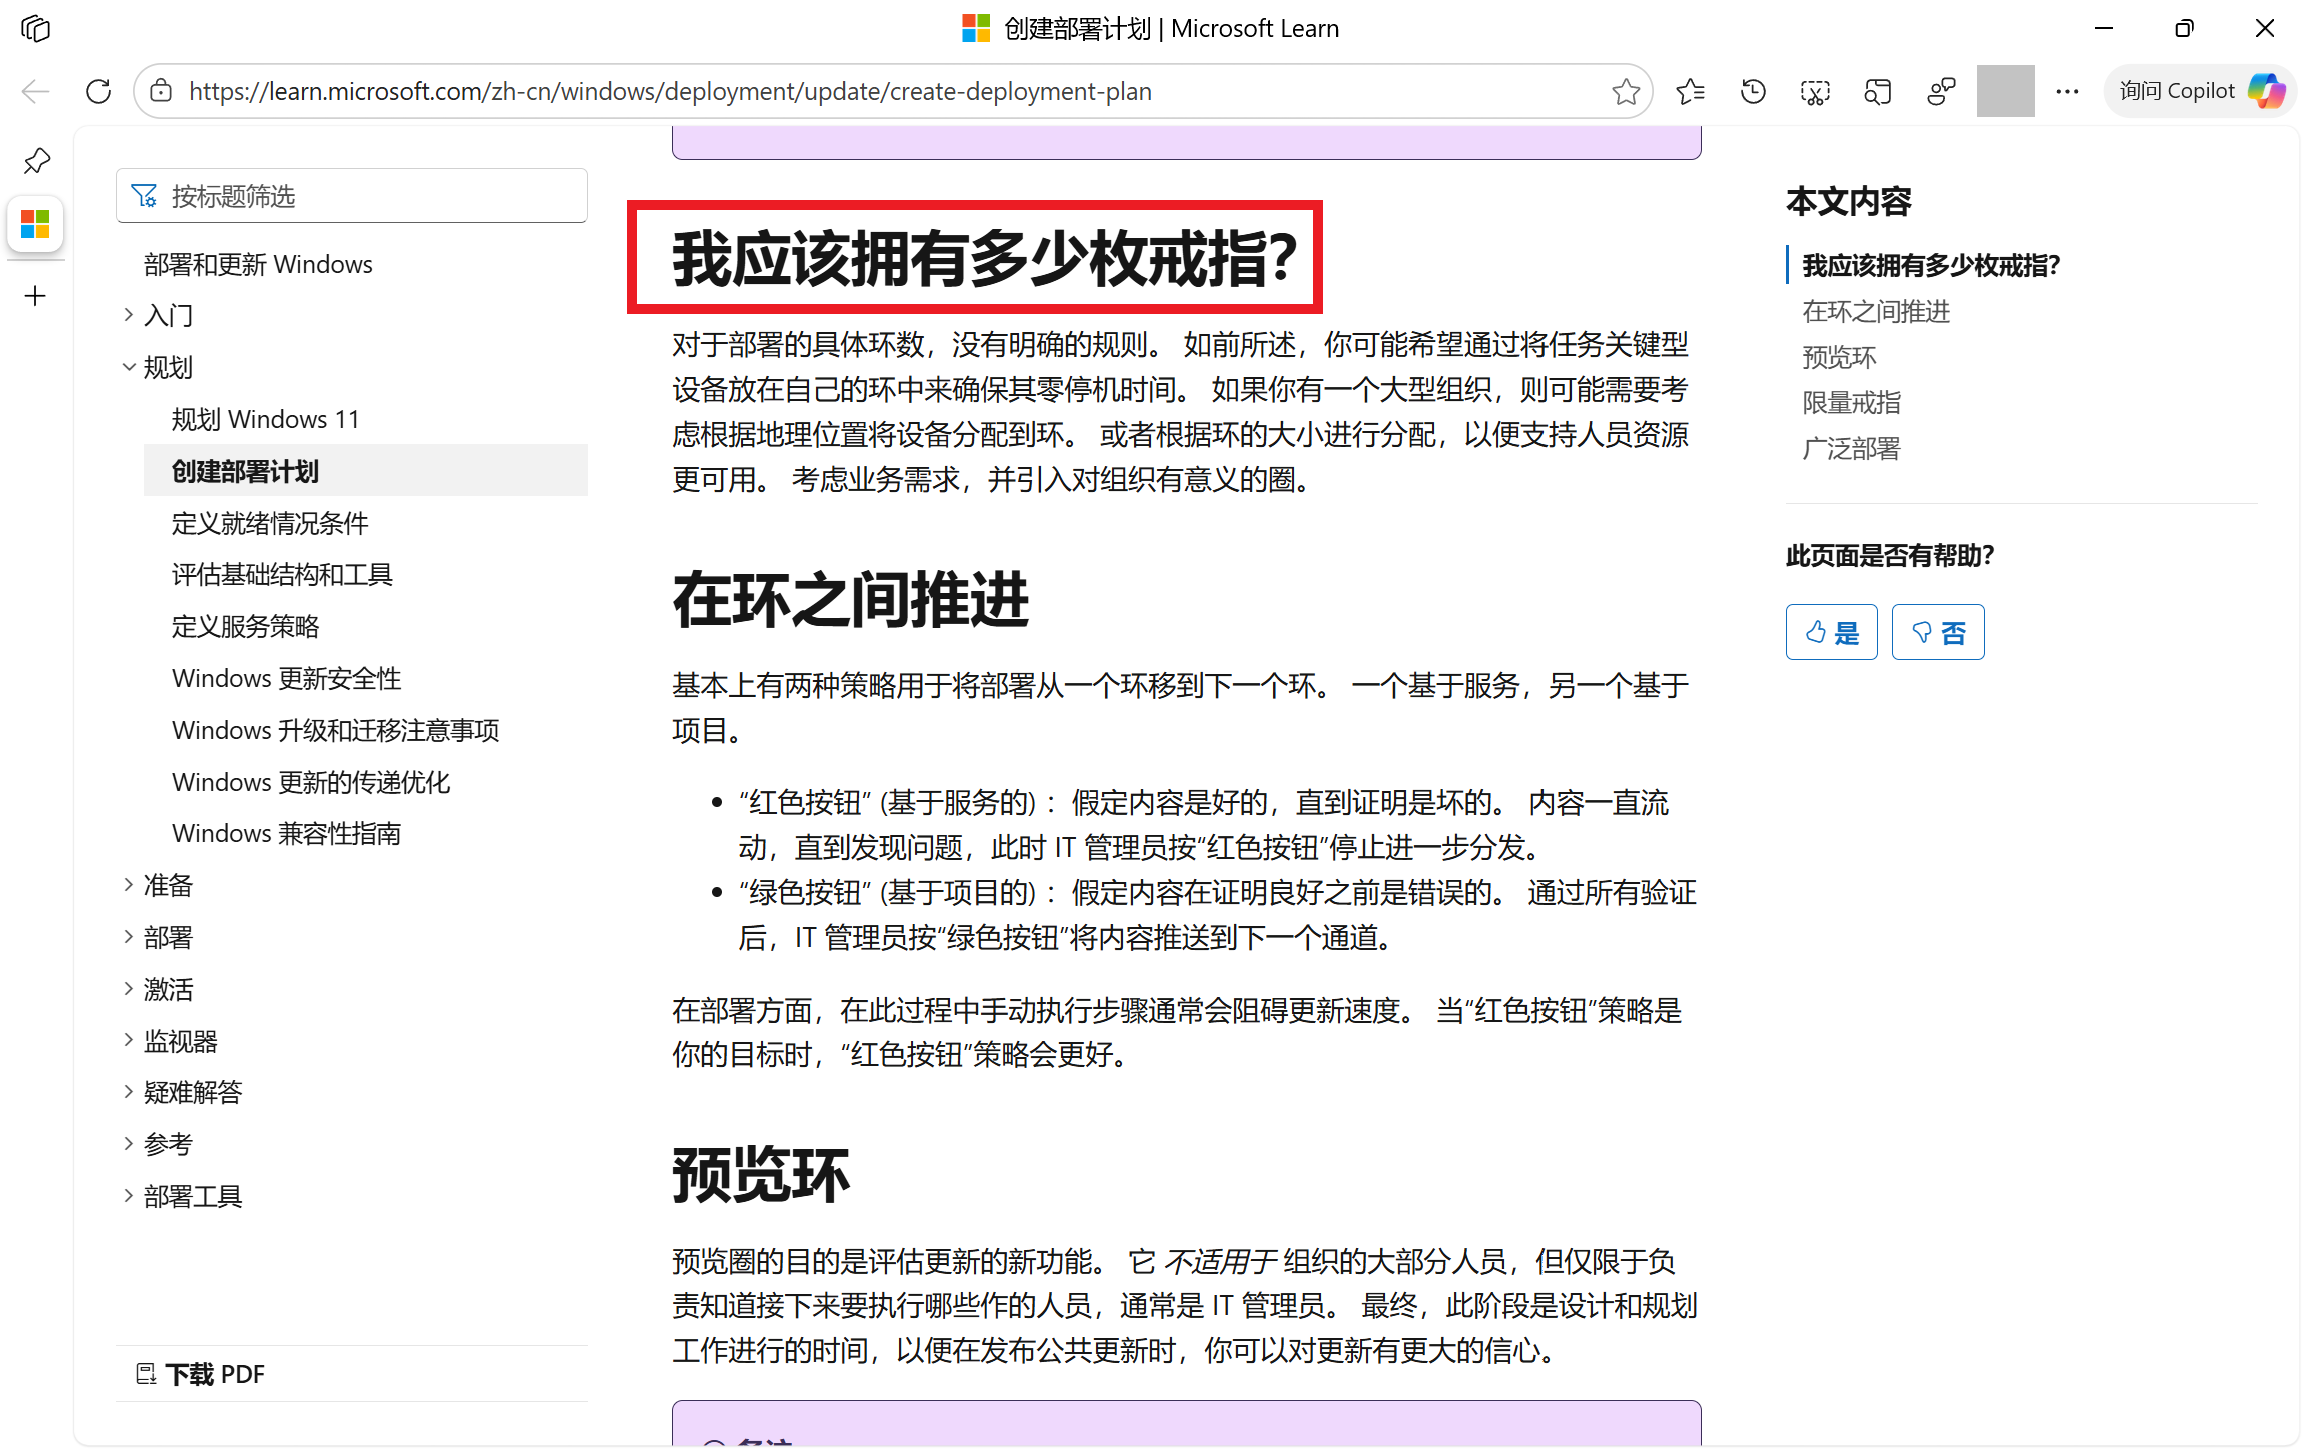 创建部署计划 | Microsoft Learn
https://learn.microsoft.com/zh-cn/windows/deployment/update/create-deployment-plan
询问 Copilot
按标题筛选
部署和更新 Windows
入门
规划
规划 Windows 11
创建部署计划
定义就绪情况条件
评估基础结构和工具
定义服务策略
Windows 更新安全性
Windows 升级和迁移注意事项
Windows 更新的传递优化
Windows 兼容性指南
准备
部署
激活
监视器
疑难解答
参考
部署工具
下载 PDF
我应该拥有多少枚戒指？
对于部署的具体环数，没有明确的规则。 如前所述，你可能希望通过将任务关键型
设备放在自己的环中来确保其零停机时间。 如果你有一个大型组织，则可能需要考
虑根据地理位置将设备分配到环。 或者根据环的大小进行分配，以便支持人员资源
更可用。 考虑业务需求，并引入对组织有意义的圈。
在环之间推进
基本上有两种策略用于将部署从一个环移到下一个环。 一个基于服务，另一个基于
项目。
• “红色按钮” (基于服务的) ：假定内容是好的，直到证明是坏的。 内容一直流
动，直到发现问题，此时 IT 管理员按“红色按钮”停止进一步分发。
• “绿色按钮” (基于项目的) ：假定内容在证明良好之前是错误的。 通过所有验证
后，IT 管理员按“绿色按钮”将内容推送到下一个通道。
在部署方面，在此过程中手动执行步骤通常会阻碍更新速度。 当“红色按钮”策略是
你的目标时，“红色按钮”策略会更好。
预览环
预览圈的目的是评估更新的新功能。 它 不适用于 组织的大部分人员，但仅限于负
责知道接下来要执行哪些作的人员，通常是 IT 管理员。 最终，此阶段是设计和规划
工作进行的时间，以便在发布公共更新时，你可以对更新有更大的信心。
本文内容
我应该拥有多少枚戒指？
在环之间推进
预览环
限量戒指
广泛部署
此页面是否有帮助？
是
否